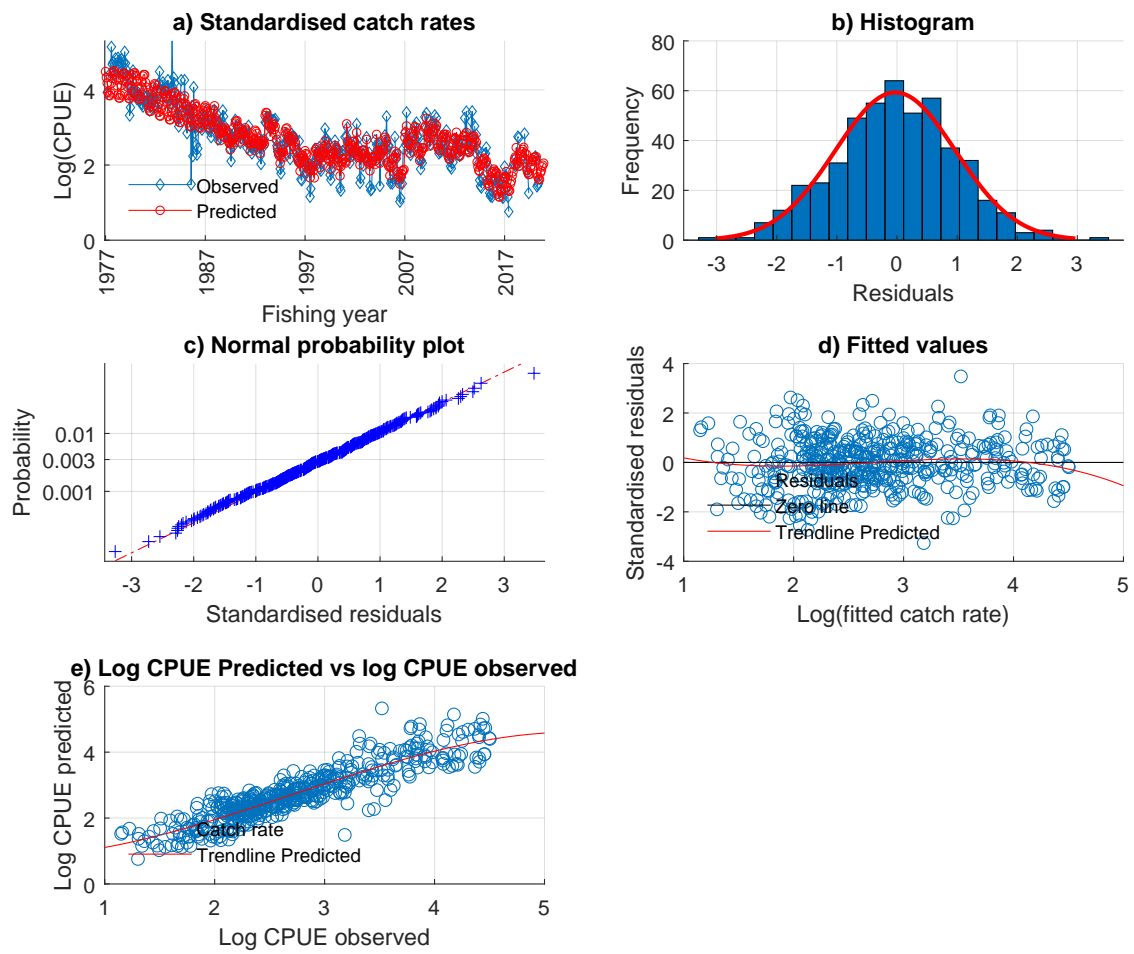 a) Standardised catch rates
Log(CPUE)
4
2
0
Observed
Predicted
1977
1987
1997
2007
2017
Fishing year
b) Histogram
Frequency
80
60
40
20
0
-3
-2
-1
0
1
2
3
Residuals
c) Normal probability plot
Probability
0.01
0.003
0.001
-3
-2
-1
0
1
2
3
Standardised residuals
d) Fitted values
Standardised residuals
4
2
0
-2
-4
Residuals
Zero line
Trendline Predicted
1
2
3
4
5
Log(fitted catch rate)
e) Log CPUE Predicted vs log CPUE observed
Log CPUE predicted
6
4
2
0
Catch rate
Trendline Predicted
1
2
3
4
5
Log CPUE observed